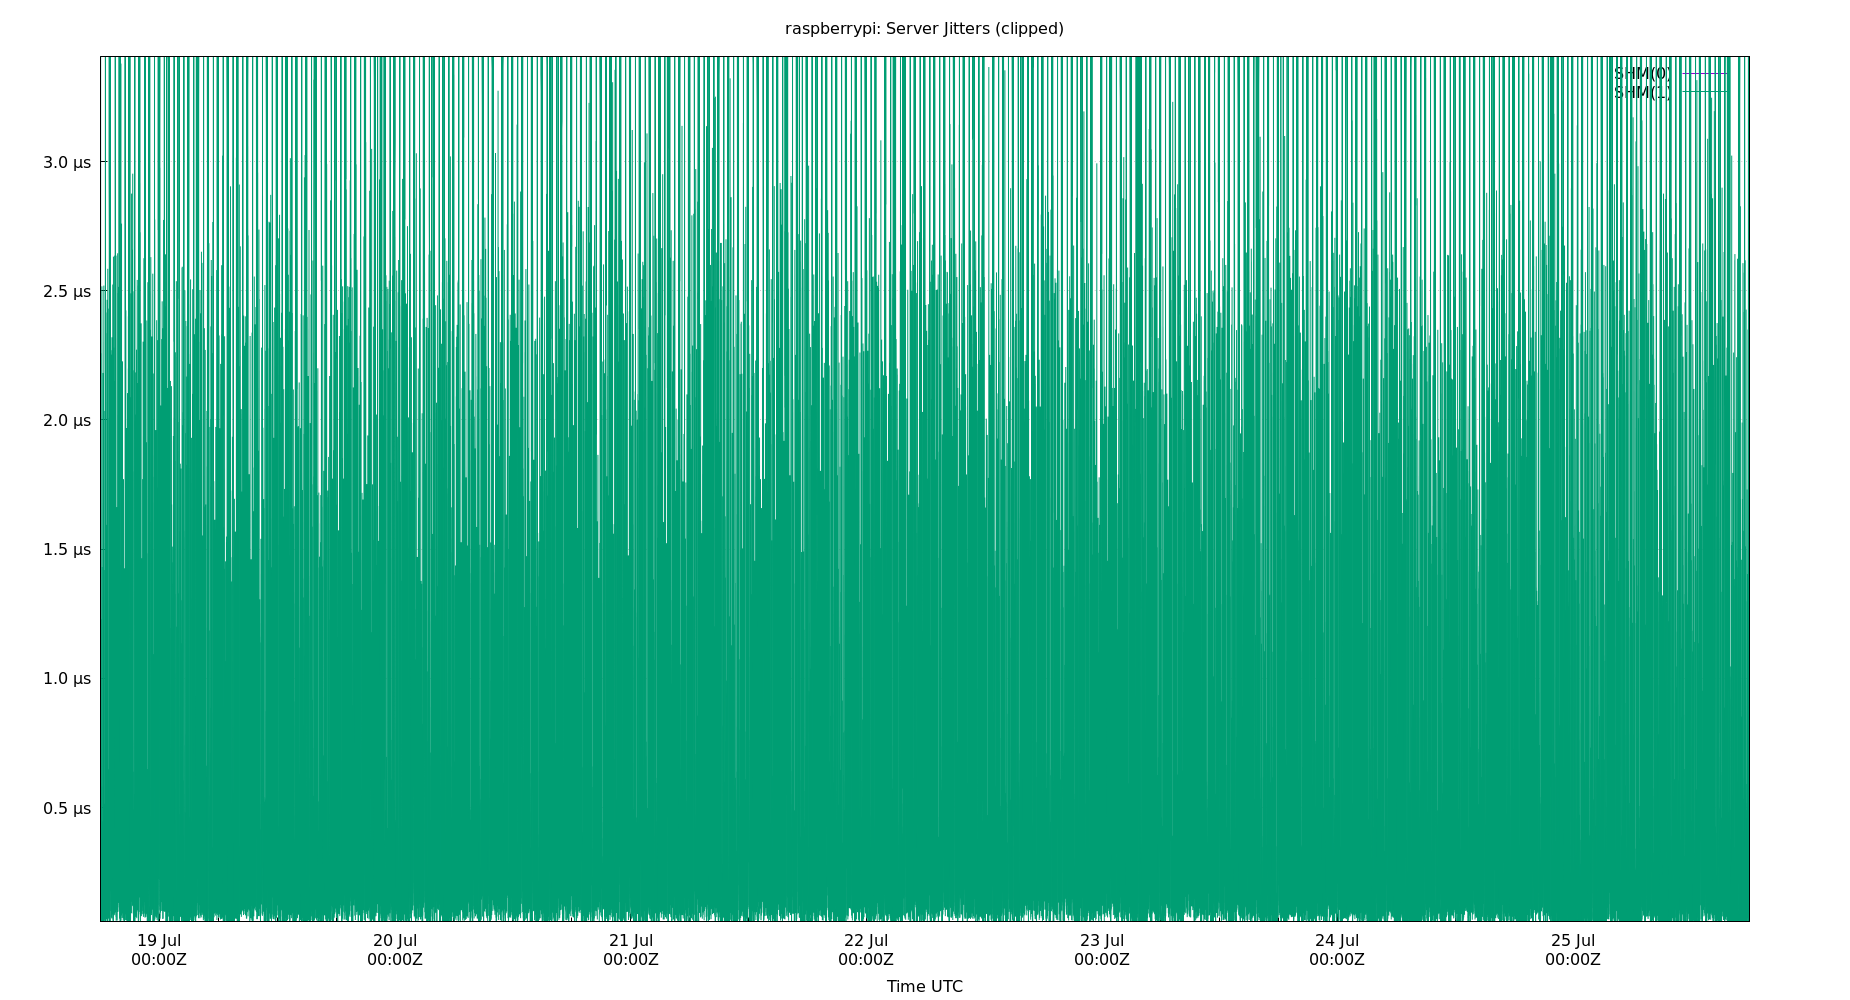 raspberrypi: Server Jitters (clipped)
SHM(0)
SHM(1)
3.0 µs
2.5 µs
2.0 µs
1.5 µs
1.0 µs
0.5 µs
19 Jul 20 Jul 21 Jul 22 Jul 23 Jul 24 Jul 25 Jul
00:00Z 00:00Z 00:00Z 00:00Z 00:00Z 00:00Z 00:00Z
Time UTC